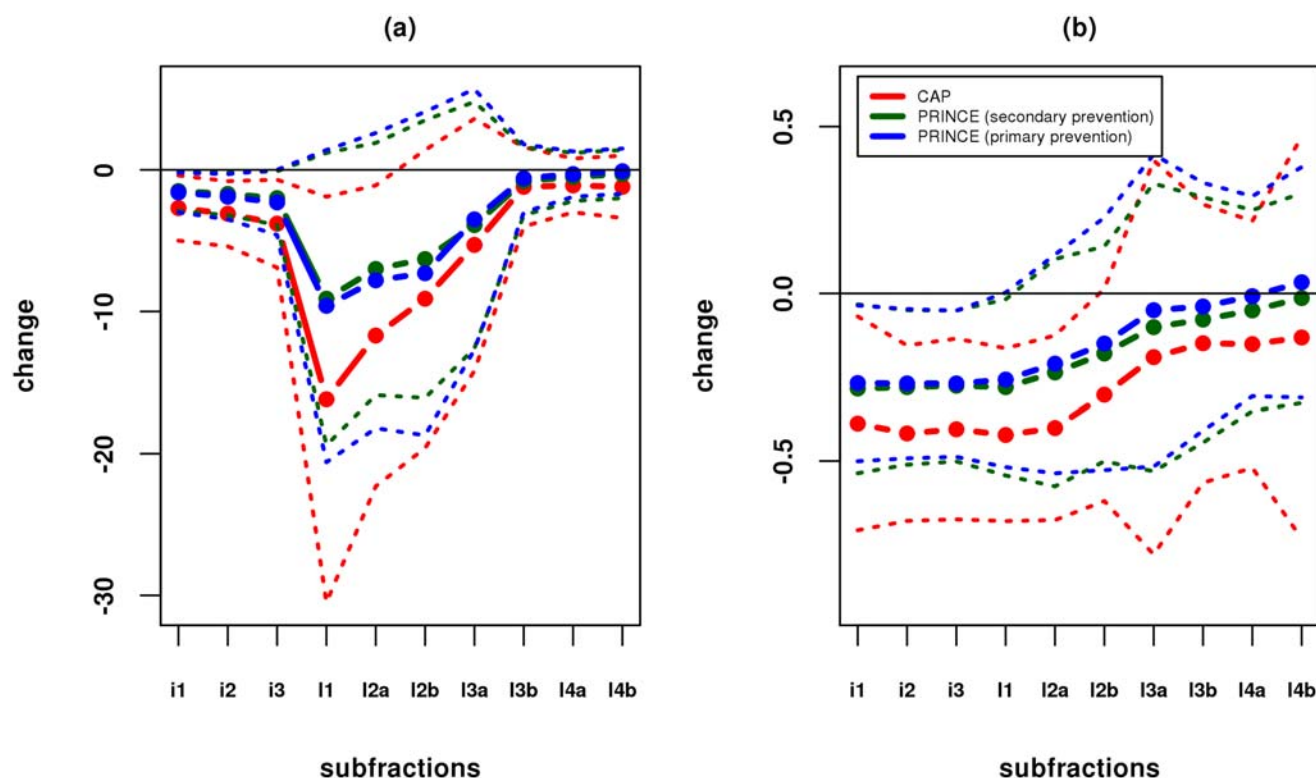 (a)
0
-10
-20
-30
change
i1 i2 i3 l1 l2a l2b l3a l3b l4a l4b
subfractions
(b)
CAP
PRINCE (secondary prevention)
PRINCE (primary prevention)
0.5
0.0
-0.5
change
i1 i2 i3 l1 l2a l2b l3a l3b l4a l4b
subfractions